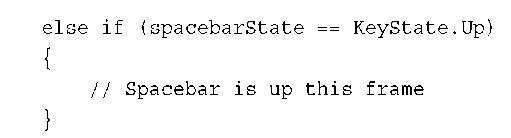 else if (spacebarState == KeyState.Up)
{
    // Spacebar is up this frame
}